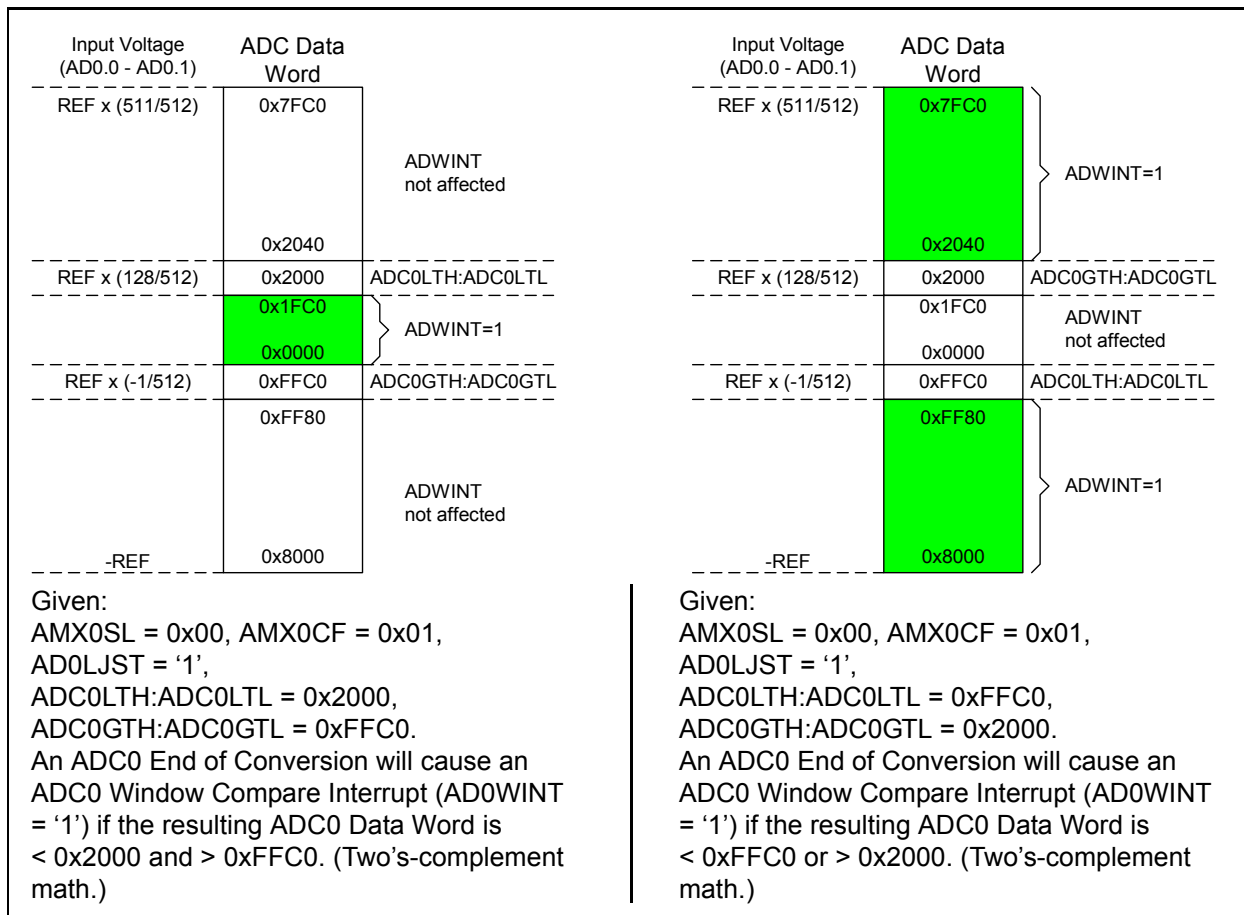 Input Voltage
(AD0.0 - AD0.1)
ADC Data
Word
REF x (511/512)
0x7FC0
ADWINT
not affected
0x2040
REF x (128/512)
0x2000
ADC0LTH:ADC0LTL
0x1FC0
ADWINT=1
0x0000
REF x (-1/512)
0xFFC0
ADC0GTH:ADC0GTL
0xFF80
ADWINT
not affected
-REF
0x8000
Given:
AMX0SL = 0x00, AMX0CF = 0x01,
AD0LJST = ‘1’,
ADC0LTH:ADC0LTL = 0x2000,
ADC0GTH:ADC0GTL = 0xFFC0.
An ADC0 End of Conversion will cause an
ADC0 Window Compare Interrupt (AD0WINT
= ‘1’) if the resulting ADC0 Data Word is
< 0x2000 and > 0xFFC0. (Two’s-complement
math.)
Input Voltage
(AD0.0 - AD0.1)
ADC Data
Word
REF x (511/512)
0x7FC0
ADWINT=1
0x2040
REF x (128/512)
0x2000
ADC0GTH:ADC0GTL
0x1FC0
ADWINT
not affected
0x0000
REF x (-1/512)
0xFFC0
ADC0LTH:ADC0LTL
0xFF80
ADWINT=1
-REF
0x8000
Given:
AMX0SL = 0x00, AMX0CF = 0x01,
AD0LJST = ‘1’,
ADC0LTH:ADC0LTL = 0xFFC0,
ADC0GTH:ADC0GTL = 0x2000.
An ADC0 End of Conversion will cause an
ADC0 Window Compare Interrupt (AD0WINT
= ‘1’) if the resulting ADC0 Data Word is
< 0xFFC0 or > 0x2000. (Two’s-complement
math.)